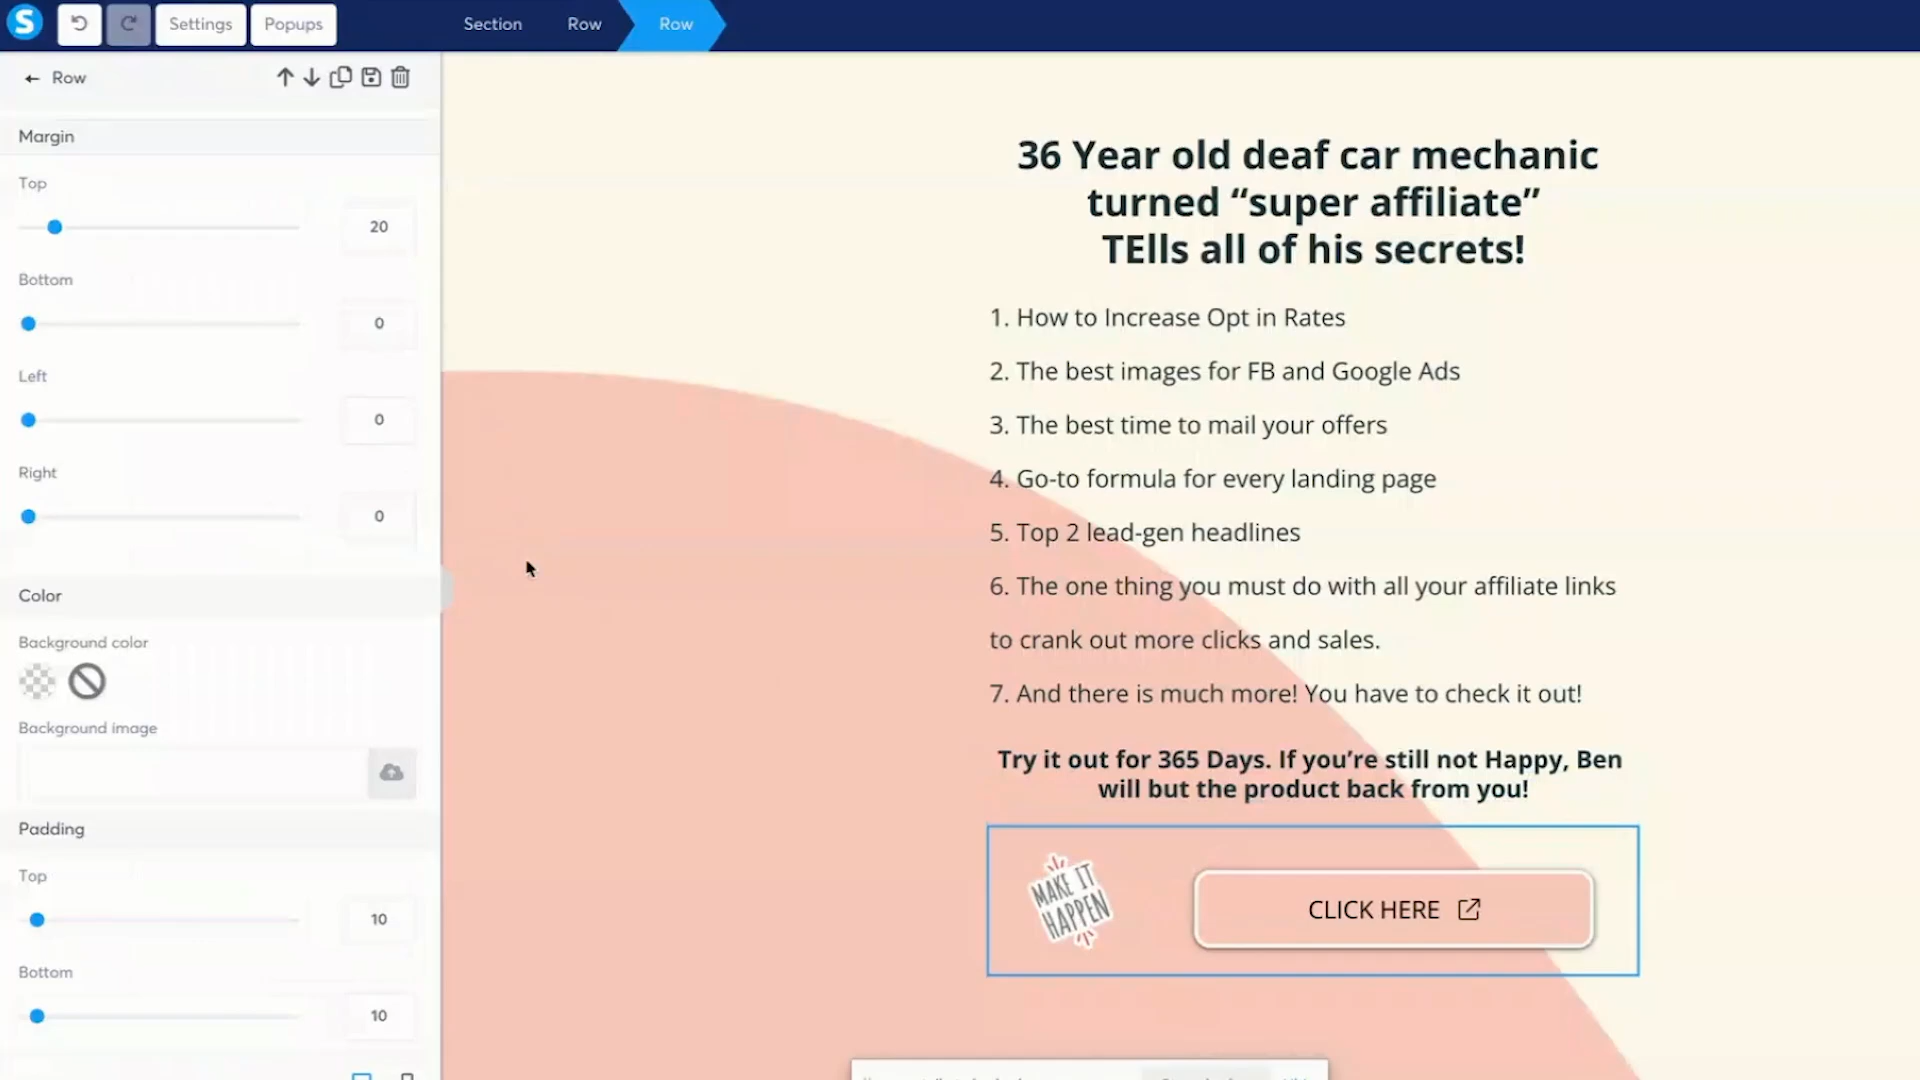 S
Settings
Popups
Section
Row
Row
Row
Margin
Top
20
Bottom
0
Left
0
Right
0
Color
Background color
Background image
Padding
Top
10
Bottom
10
36 Year old deaf car mechanic
turned “super affiliate”
TElls all of his secrets!
1. How to Increase Opt in Rates
2. The best images for FB and Google Ads
3. The best time to mail your offers
4. Go-to formula for every landing page
5. Top 2 lead-gen headlines
6. The one thing you must do with all your affiliate links
to crank out more clicks and sales.
7. And there is much more! You have to check it out!
Try it out for 365 Days. If you’re still not Happy, Ben
will but the product back from you!
MAKE IT
HAPPEN
CLICK HERE